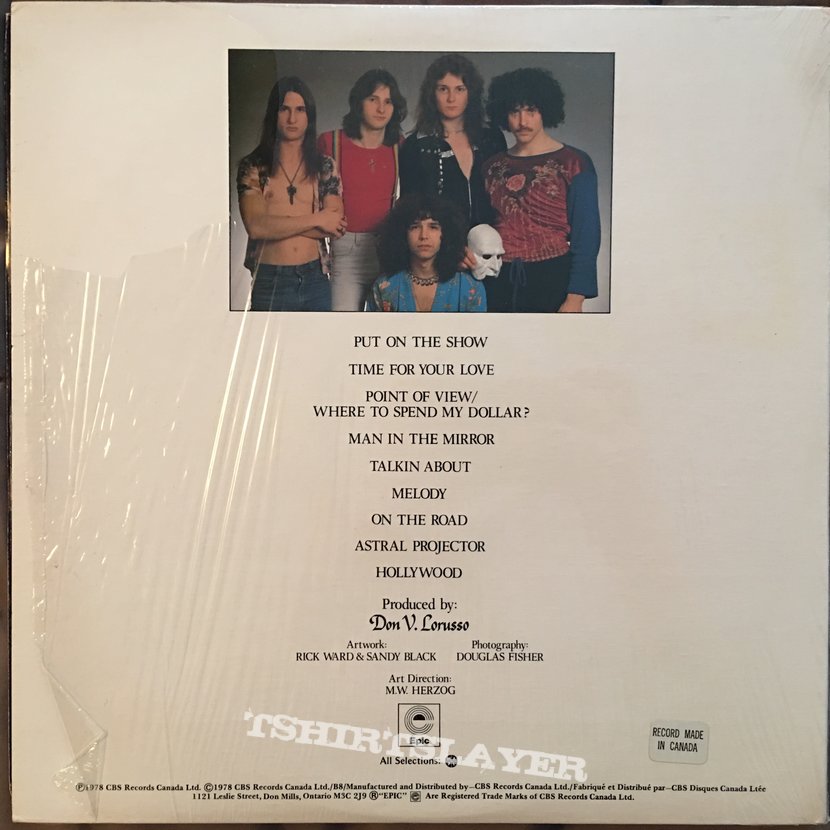 PUT ON THE SHOW
TIME FOR YOUR LOVE
POINT OF VIEW/
WHERE TO SPEND MY DOLLAR?
MAN IN THE MIRROR
TALKIN ABOUT
MELODY
ON THE ROAD
ASTRAL PROJECTOR
HOLLYWOOD
Produced by:
Don V. Lorusso
Artwork:
RICK WARD & SANDY BLACK
Photography:
DOUGLAS FISHER
Art Direction:
M.W. HERZOG
Epic
TSHIRTSLAYER
All Selections:
RECORD MADE
IN CANADA
Ⓟ1978 CBS Records Canada Ltd. Ⓒ1978 CBS Records Canada Ltd./B8/Manufactured and Distributed by—CBS Records Canada Ltd./Fabriqué et Distribué par—CBS Disques Canada Ltée
1121 Leslie Street, Don Mills, Ontario M3C 2J9 ®"EPIC" Are Registered Trade Marks of CBS Records Canada Ltd.